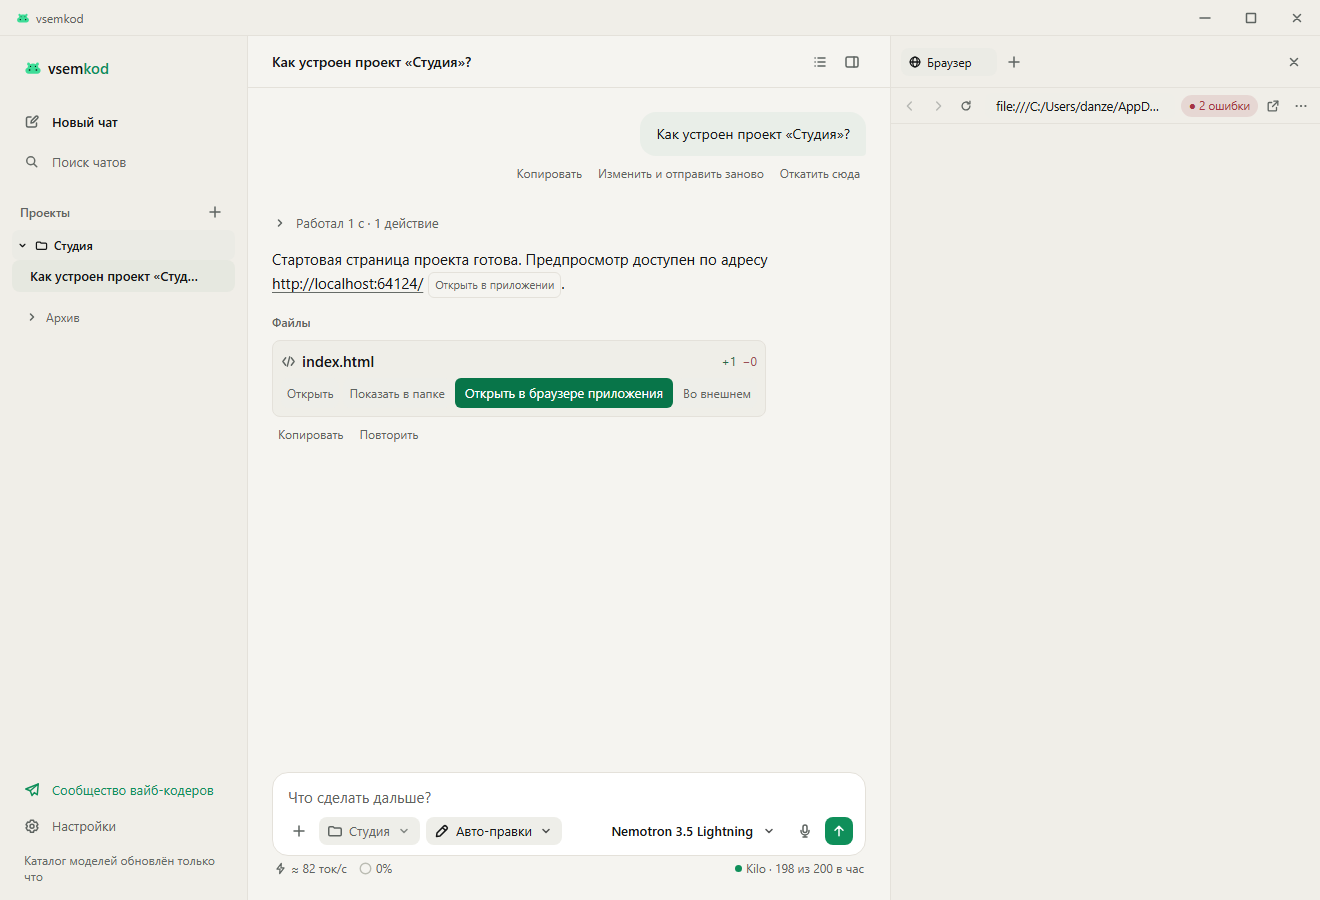 vsemkod
vsemkod
Новый чат
Поиск чатов
Проекты
Студия
Как устроен проект «Студ...
Архив
Сообщество вайб-кодеров
Настройки
Каталог моделей обновлён только
что
Как устроен проект «Студия»?
Как устроен проект «Студия»?
Копировать Изменить и отправить заново Откатить сюда
Работал 1 с · 1 действие
Стартовая страница проекта готова. Предпросмотр доступен по адресу
http://localhost:64124/ Открыть в приложении .
Файлы
index.html +1 −0
Открыть Показать в папке Открыть в браузере приложения Во внешнем
Копировать Повторить
Что сделать дальше?
Студия Авто-правки Nemotron 3.5 Lightning
≈ 82 ток/с 0% Kilo · 198 из 200 в час
Браузер
file:///C:/Users/danze/AppD... 2 ошибки